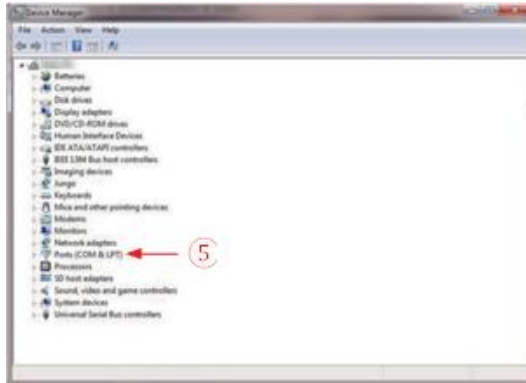 Device Manager
File Action View Help
Batteries
Computer
Disk drives
Display adapters
DVD/CD-ROM drives
Human Interface Devices
IDE ATA/ATAPI controllers
IEEE 1394 Bus host controllers
Imaging devices
Jungo
Keyboards
Mice and other pointing devices
Modems
Monitors
Network adapters
Ports (COM & LPT) 5
Processors
SD host adapters
Sound, video and game controllers
System devices
Universal Serial Bus controllers